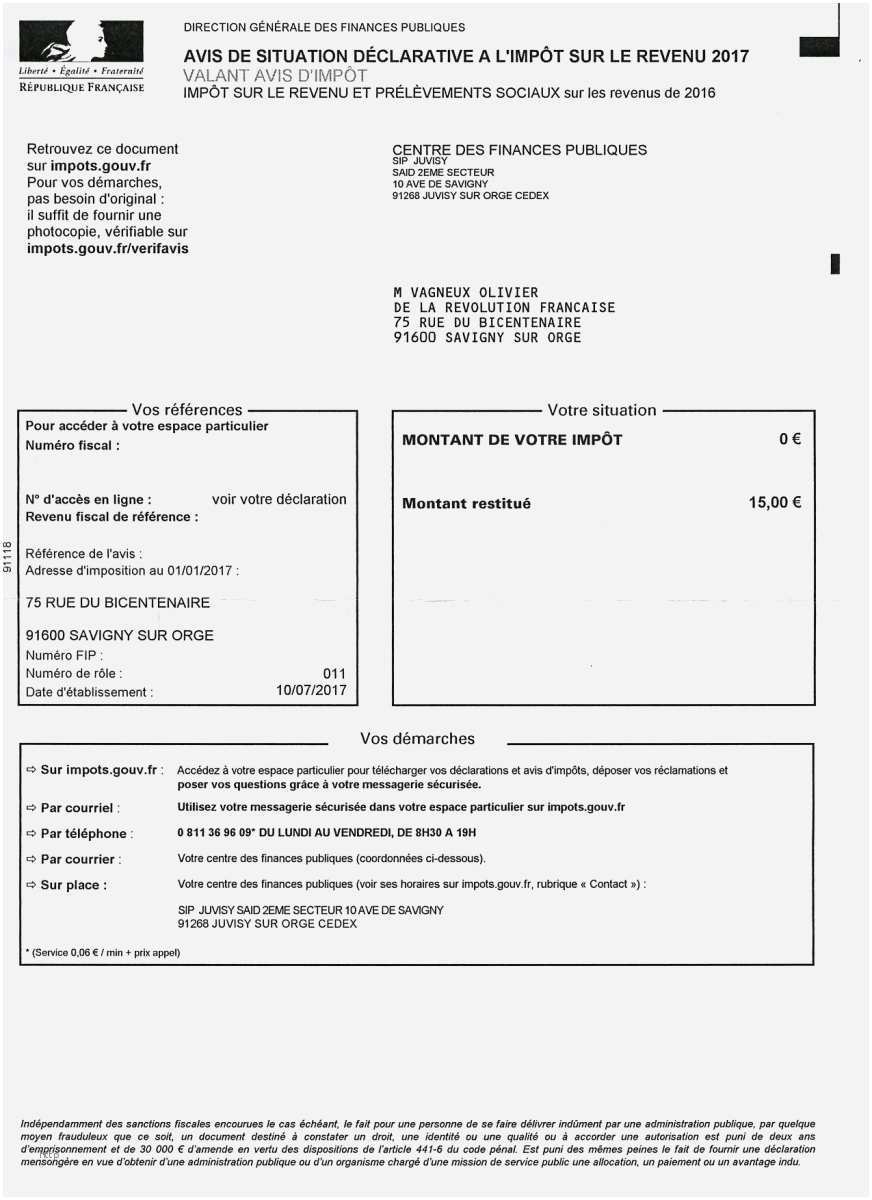 Liberté • Égalité • Fraternité
RÉPUBLIQUE FRANÇAISE
DIRECTION GÉNÉRALE DES FINANCES PUBLIQUES
AVIS DE SITUATION DÉCLARATIVE A L'IMPÔT SUR LE REVENU 2017
VALANT AVIS D'IMPÔT
IMPÔT SUR LE REVENU ET PRÉLÈVEMENTS SOCIAUX sur les revenus de 2016
Retrouvez ce document
sur impots.gouv.fr
Pour vos démarches,
pas besoin d'original :
il suffit de fournir une
photocopie, vérifiable sur
impots.gouv.fr/verifavis
CENTRE DES FINANCES PUBLIQUES
SIP JUVISY
SAID 2EME SECTEUR
10 AVE DE SAVIGNY
91268 JUVISY SUR ORGE CEDEX
M VAGNEUX OLIVIER
DE LA REVOLUTION FRANCAISE
75 RUE DU BICENTENAIRE
91600 SAVIGNY SUR ORGE
Vos références
Pour accéder à votre espace particulier
Numéro fiscal :
N° d'accès en ligne : voir votre déclaration
Revenu fiscal de référence :
Référence de l'avis :
Adresse d'imposition au 01/01/2017 :
75 RUE DU BICENTENAIRE
91600 SAVIGNY SUR ORGE
Numéro FIP :
Numéro de rôle : 011
Date d'établissement : 10/07/2017
91118
Votre situation
MONTANT DE VOTRE IMPÔT 0 €
Montant restitué 15,00 €
Vos démarches
⇨ Sur impots.gouv.fr : Accédez à votre espace particulier pour télécharger vos déclarations et avis d'impôts, déposer vos réclamations et
poser vos questions grâce à votre messagerie sécurisée.
⇨ Par courriel : Utilisez votre messagerie sécurisée dans votre espace particulier sur impots.gouv.fr
⇨ Par téléphone : 0 811 36 96 09* DU LUNDI AU VENDREDI, DE 8H30 A 19H
⇨ Par courrier : Votre centre des finances publiques (coordonnées ci-dessous).
⇨ Sur place : Votre centre des finances publiques (voir ses horaires sur impots.gouv.fr, rubrique « Contact ») :
SIP JUVISY SAID 2EME SECTEUR 10 AVE DE SAVIGNY
91268 JUVISY SUR ORGE CEDEX
* (Service 0,06 € / min + prix appel)
Indépendamment des sanctions fiscales encourues le cas échéant, le fait pour une personne de se faire délivrer indûment par une administration publique, par quelque
moyen frauduleux que ce soit, un document destiné à constater un droit, une identité ou une qualité ou à accorder une autorisation est puni de deux ans
d'emprisonnement et de 30 000 € d'amende en vertu des dispositions de l'article 441-6 du code pénal. Est puni des mêmes peines le fait de fournir une déclaration
mensongère en vue d'obtenir d'une administration publique ou d'un organisme chargé d'une mission de service public une allocation, un paiement ou un avantage indu.